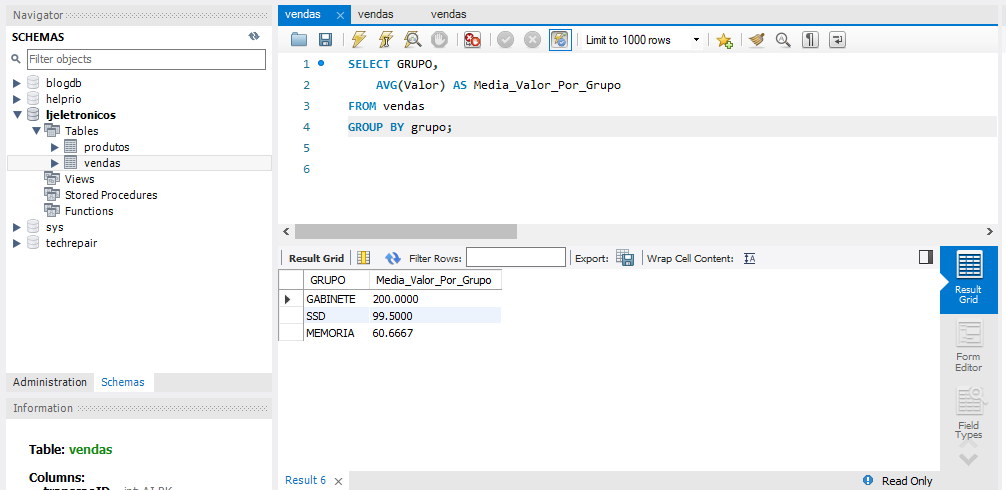 Navigator
SCHEMAS
Filter objects
blogdb
helprio
ljeletronicos
Tables
produtos
vendas
Views
Stored Procedures
Functions
sys
techrepair
Administration Schemas
Information
Table: vendas
Columns:
vendas vendas vendas
Limit to 1000 rows
1 SELECT GRUPO,
2 AVG(Valor) AS Media_Valor_Por_Grupo
3 FROM vendas
4 GROUP BY grupo;
5
6
Result Grid Filter Rows: Export: Wrap Cell Content:
GRUPO Media_Valor_Por_Grupo
GABINETE 200.0000
SSD 99.5000
MEMORIA 60.6667
Result
Grid
Form
Editor
Field
Types
Result 6 Read Only